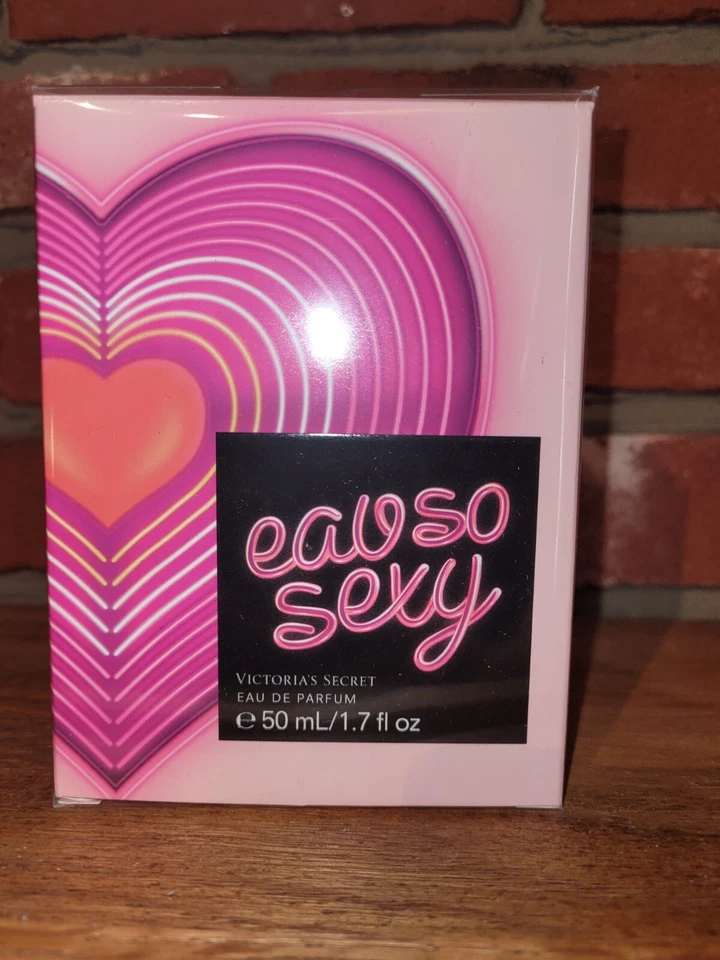 eau so
sexy
VICTORIA'S SECRET
EAU DE PARFUM
℮ 50 mL/1.7 fl oz